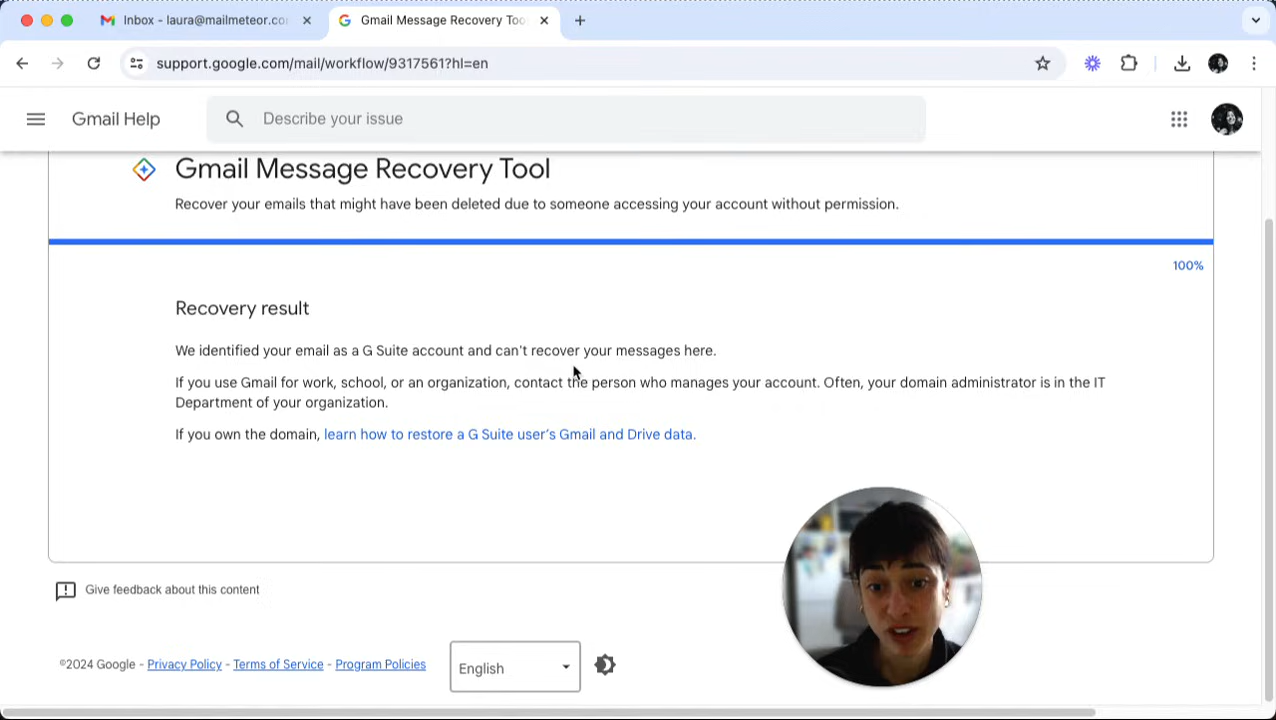 Inbox - laura@mailmeteor.co
Gmail Message Recovery Too
support.google.com/mail/workflow/9317561?hl=en
Gmail Help
Describe your issue
Gmail Message Recovery Tool
Recover your emails that might have been deleted due to someone accessing your account without permission.
100%
Recovery result
We identified your email as a G Suite account and can't recover your messages here.
If you use Gmail for work, school, or an organization, contact the person who manages your account. Often, your domain administrator is in the IT
Department of your organization.
If you own the domain, learn how to restore a G Suite user's Gmail and Drive data.
Give feedback about this content
©2024 Google - Privacy Policy - Terms of Service - Program Policies
English